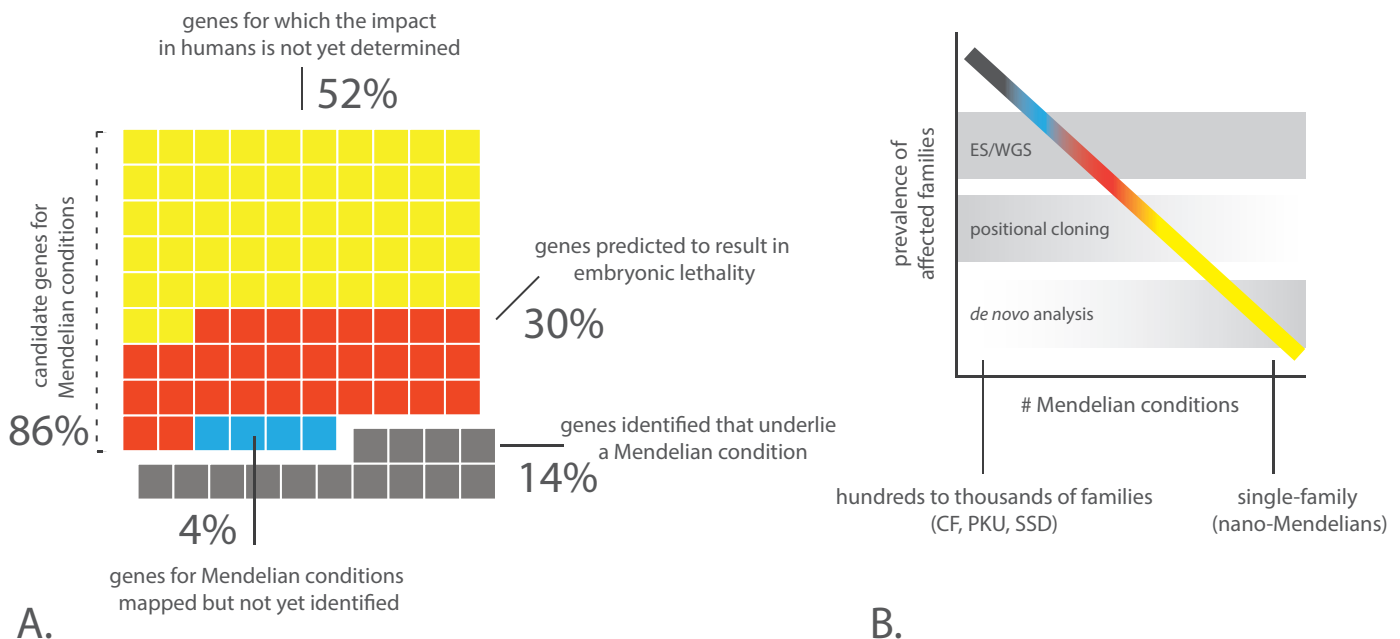 genes for which the impact
in humans is not yet determined
52%
candidate genes for
Mendelian conditions
86%
genes predicted to result in
embryonic lethality
30%
genes identified that underlie
a Mendelian condition
14%
4%
genes for Mendelian conditions
mapped but not yet identified
A.
prevalence of
affected families
ES/WGS
positional cloning
de novo analysis
# Mendelian conditions
hundreds to thousands of families
(CF, PKU, SSD)
single-family
(nano-Mendelians)
B.